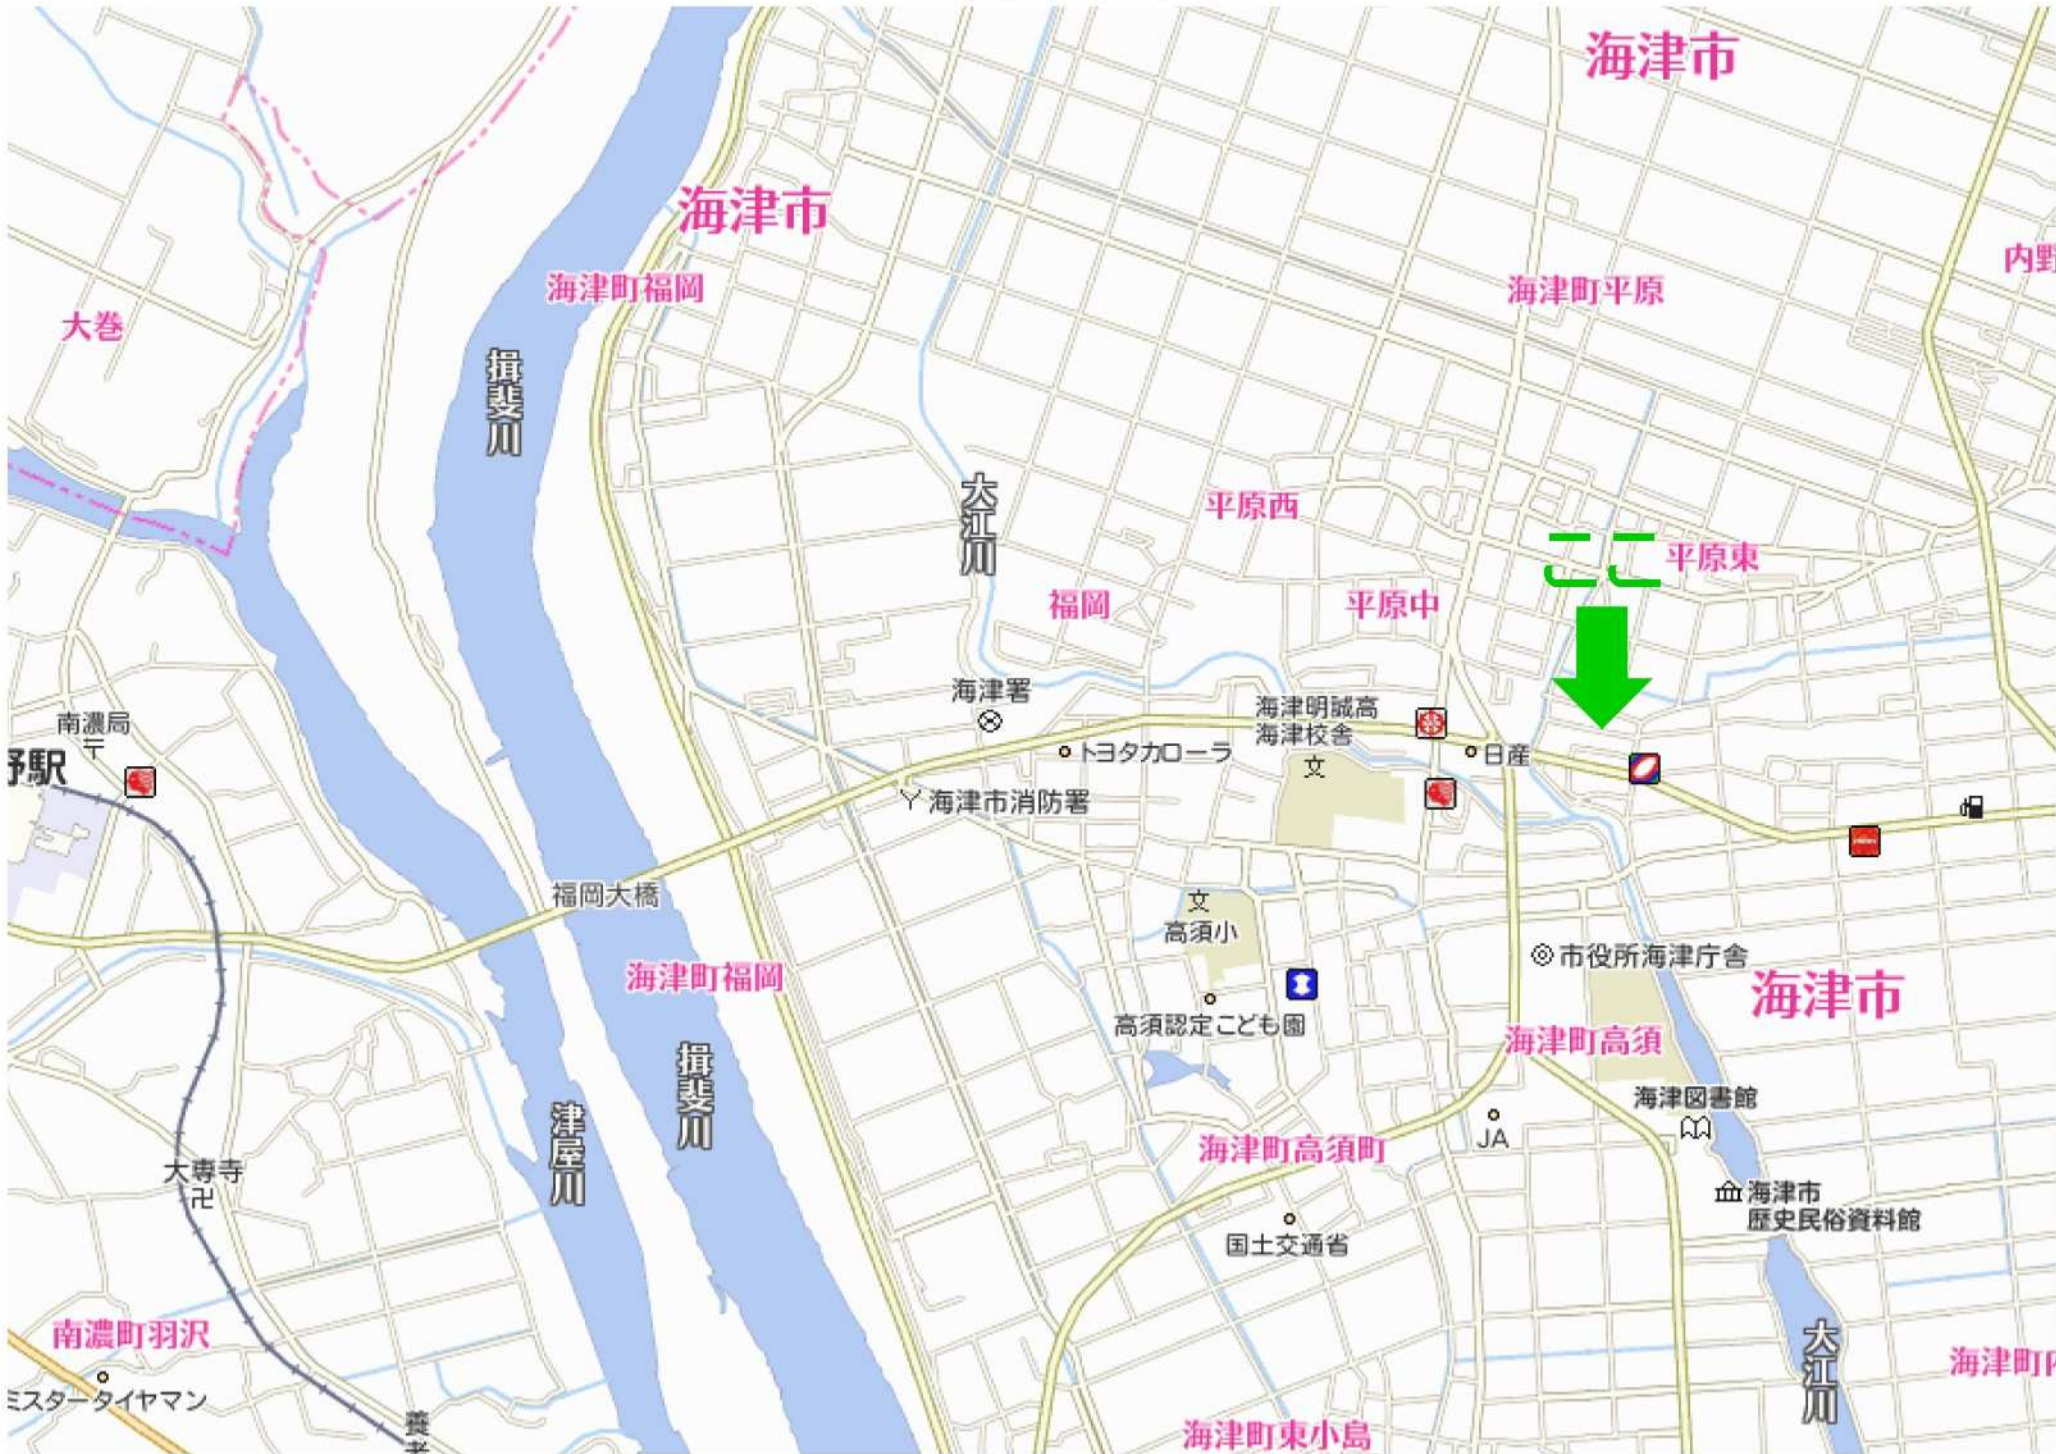 海津市
海津市
内野
海津町福岡
海津町平原
大巻
揖斐川
大江川
平原西
ここ
平原東
福岡
平原中
海津署
海津明誠高
海津校舎
南濃局
トヨタカローラ
日産
野駅
海津市消防署
福岡大橋
高須小
市役所海津庁舎
海津町福岡
海津市
高須認定こども園
海津町高須
揖斐川
海津図書館
津屋川
JA
海津町高須町
大専寺
海津市
歴史民俗資料館
国土交通省
南濃町羽沢
大江川
海津町内
ミスタータイヤマン
養老
海津町東小島